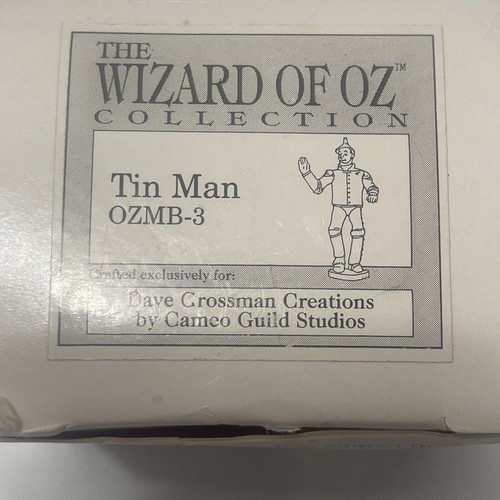 THE
WIZARD OF OZ™
COLLECTION
Tin Man
OZMB-3
Crafted exclusively for:
Dave Grossman Creations
by Cameo Guild Studios